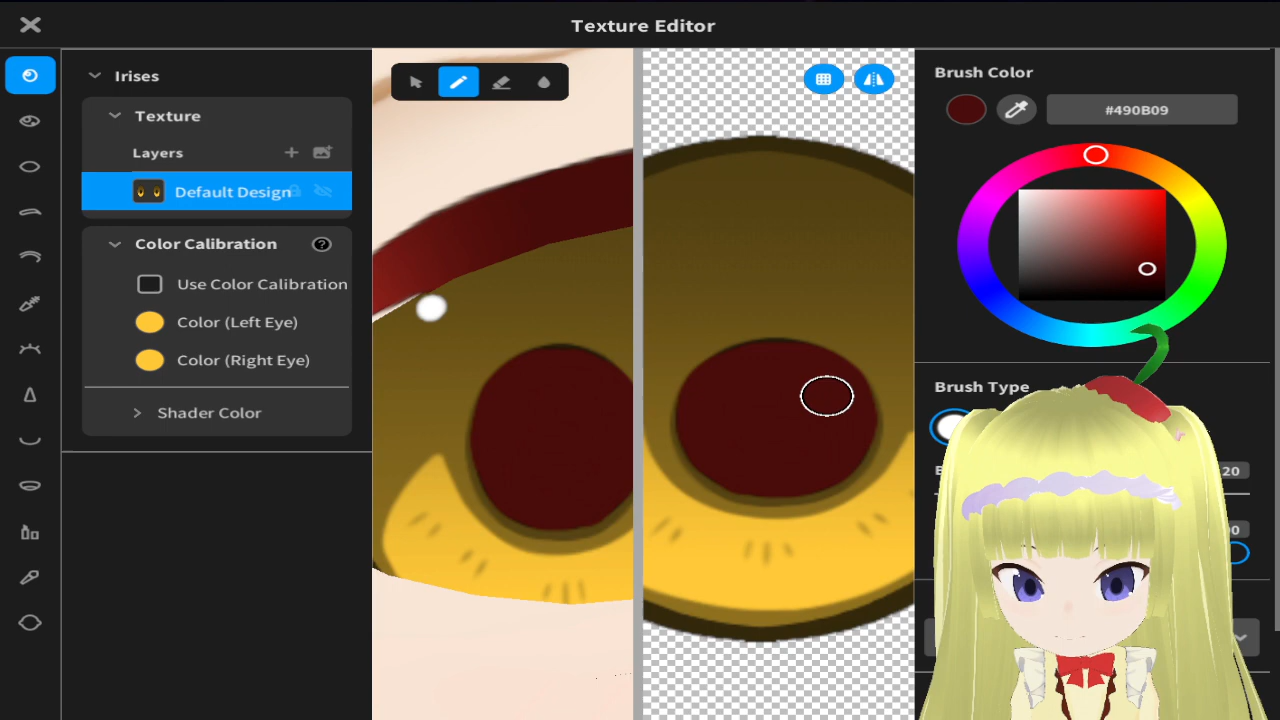 Texture Editor
Irises
Texture
Layers
Default Design
Color Calibration
?
Use Color Calibration
Color (Left Eye)
Color (Right Eye)
Shader Color
Brush Color
#490B09
Brush Type